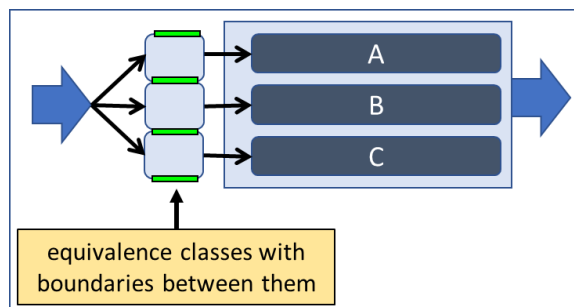 A
B
C
equivalence classes with
boundaries between them